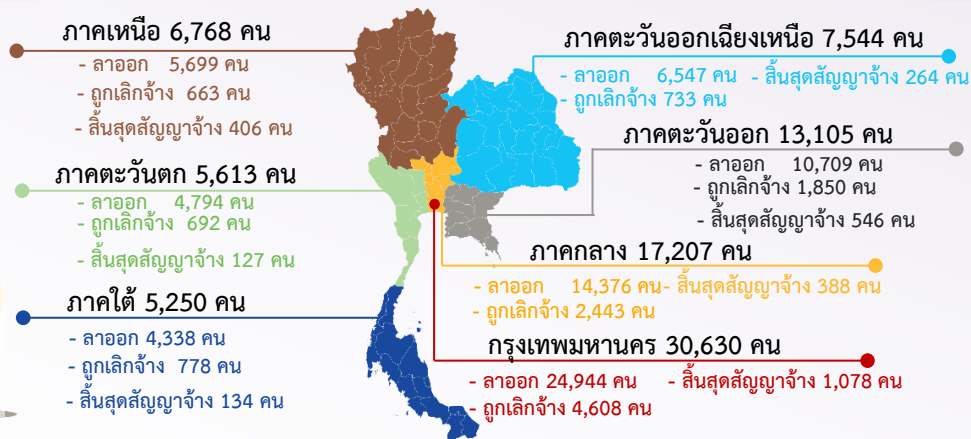 ภาคเหนือ 6,768 คน
- ลาออก 5,699 คน
- ถูกเลิกจ้าง 663 คน
- สิ้นสุดสัญญาจ้าง 406 คน
ภาคตะวันออกเฉียงเหนือ 7,544 คน
- ลาออก 6,547 คน - สิ้นสุดสัญญาจ้าง 264 คน
- ถูกเลิกจ้าง 733 คน
ภาคตะวันออก 13,105 คน
- ลาออก 10,709 คน
- ถูกเลิกจ้าง 1,850 คน
- สิ้นสุดสัญญาจ้าง 546 คน
ภาคตะวันตก 5,613 คน
- ลาออก 4,794 คน
- ถูกเลิกจ้าง 692 คน
- สิ้นสุดสัญญาจ้าง 127 คน
ภาคกลาง 17,207 คน
- ลาออก 14,376 คน- สิ้นสุดสัญญาจ้าง 388 คน
- ถูกเลิกจ้าง 2,443 คน
ภาคใต้ 5,250 คน
- ลาออก 4,338 คน
- ถูกเลิกจ้าง 778 คน
- สิ้นสุดสัญญาจ้าง 134 คน
กรุงเทพมหานคร 30,630 คน
- ลาออก 24,944 คน - สิ้นสุดสัญญาจ้าง 1,078 คน
- ถูกเลิกจ้าง 4,608 คน